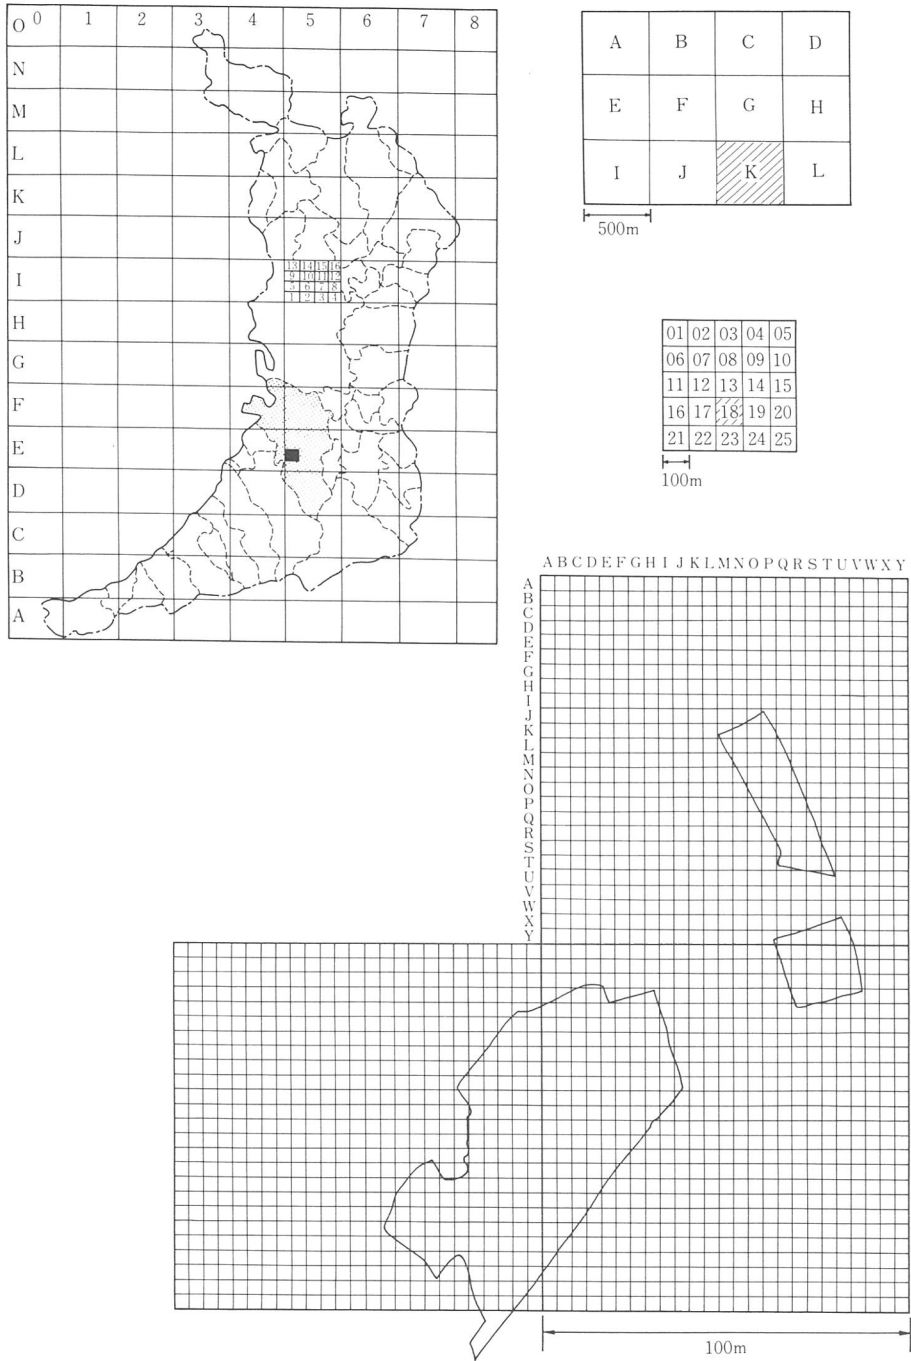 O 0 1 2 3 4 5 6 7 8
N
M
L
K
J
I
13 14 15 16
9 10 11 12
5 6 7 8
1 2 3 4
H
G
F
E
D
C
B
A
A B C D
E F G H
I J K L
500m
01 02 03 04 05
06 07 08 09 10
11 12 13 14 15
16 17 18 19 20
21 22 23 24 25
100m
A B C D E F G H I J K L M N O P Q R S T U V W X Y
A
B
C
D
E
F
G
H
I
J
K
L
M
N
O
P
Q
R
S
T
U
V
W
X
Y
100m